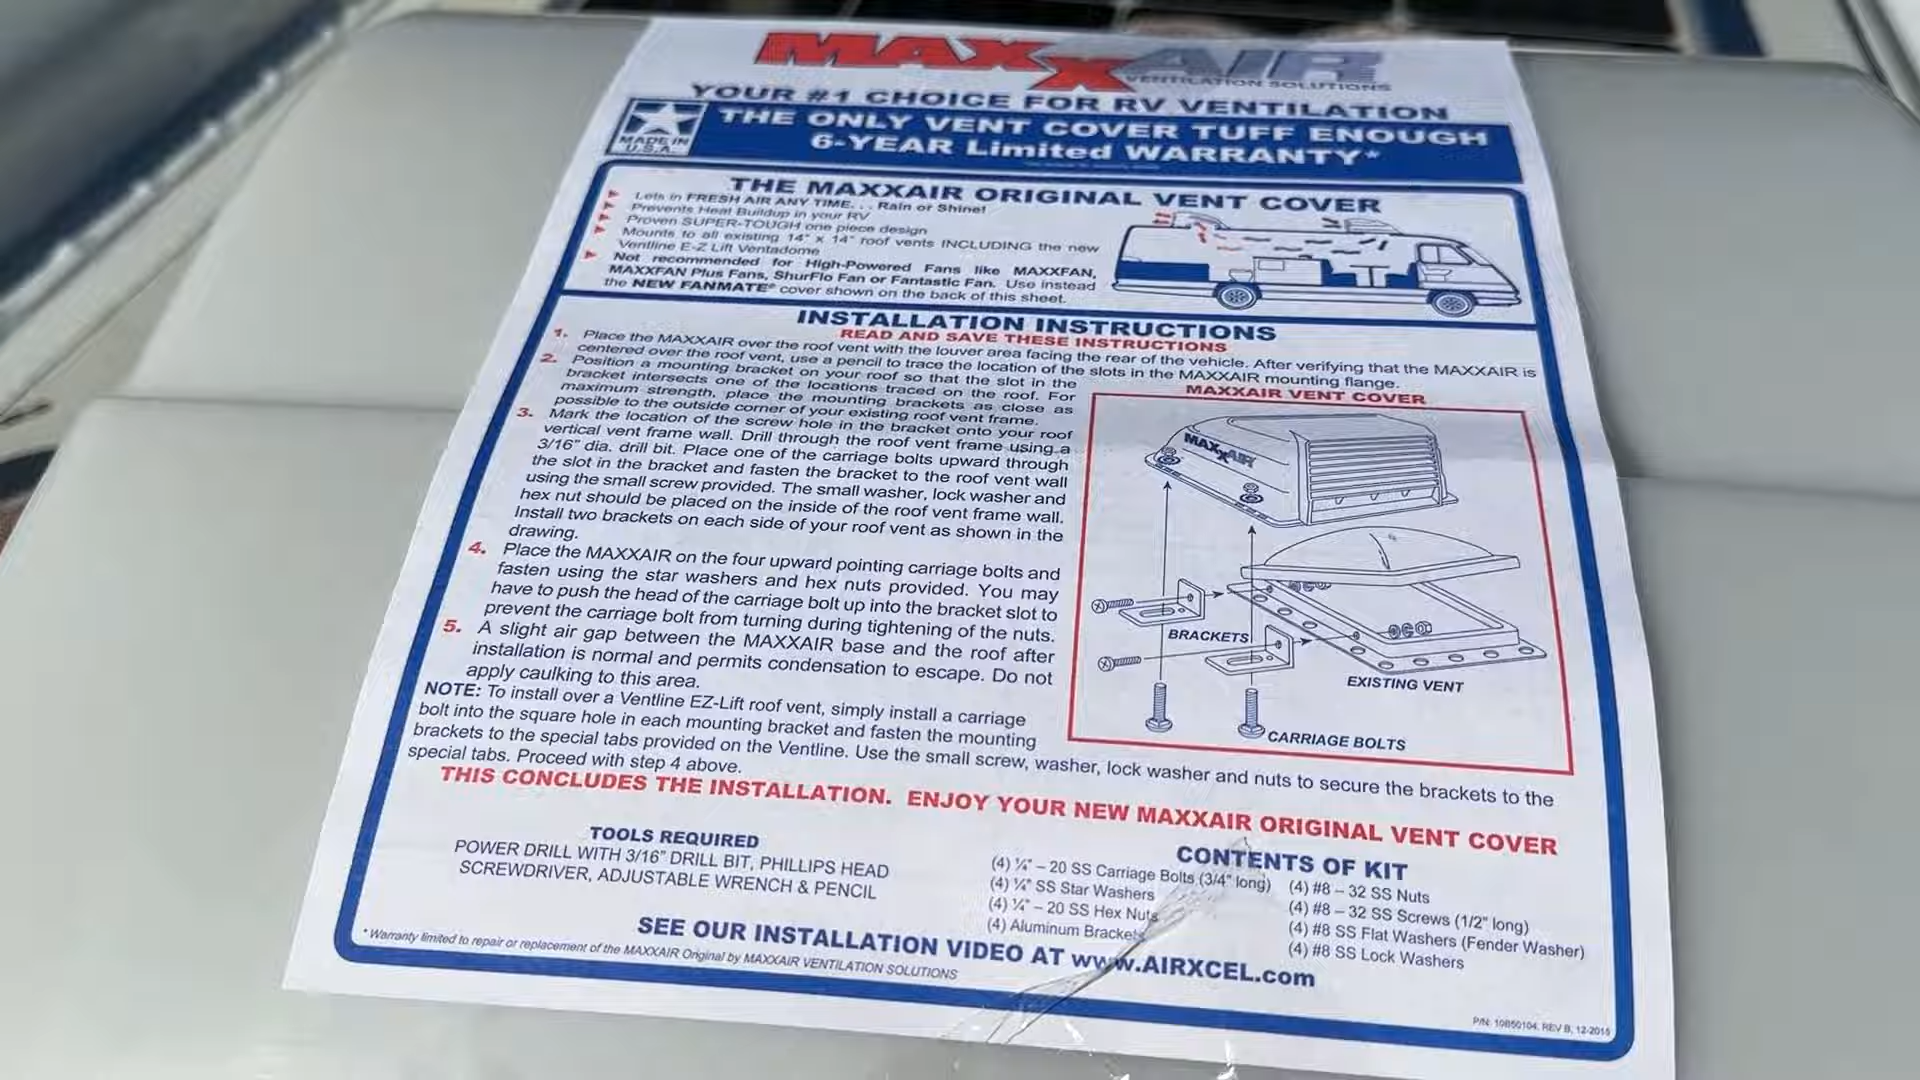 MAXXAIR
VENTILATION SOLUTIONS
YOUR #1 CHOICE FOR RV VENTILATION
MADE IN
U.S.A.
THE ONLY VENT COVER TUFF ENOUGH
6-YEAR Limited WARRANTY*
THE MAXXAIR ORIGINAL VENT COVER
Lets in FRESH AIR ANY TIME. . . Rain or Shine!
Prevents Heat Buildup in your RV
Proven SUPER-TOUGH one piece design
Mounts to all existing 14" x 14" roof vents INCLUDING the new
Ventline E-Z Lift Ventadome
Not recommended for High-Powered Fans like MAXXFAN,
MAXXFAN Plus Fans, ShurFlo Fan or Fantastic Fan. Use instead
the NEW FANMATE® cover shown on the back of this sheet.
INSTALLATION INSTRUCTIONS
READ AND SAVE THESE INSTRUCTIONS
1. Place the MAXXAIR over the roof vent with the louver area facing the rear of the vehicle. After verifying that the MAXXAIR is
centered over the roof vent, use a pencil to trace the location of the slots in the MAXXAIR mounting flange.
2. Position a mounting bracket on your roof so that the slot in the
bracket intersects one of the locations traced on the roof. For
maximum strength, place the mounting brackets as close as
possible to the outside corner of your existing roof vent frame.
3. Mark the location of the screw hole in the bracket onto your roof
vertical vent frame wall. Drill through the roof vent frame using a
3/16" dia. drill bit. Place one of the carriage bolts upward through
the slot in the bracket and fasten the bracket to the roof vent wall
using the small screw provided. The small washer, lock washer and
hex nut should be placed on the inside of the roof vent frame wall.
Install two brackets on each side of your roof vent as shown in the
drawing.
4. Place the MAXXAIR on the four upward pointing carriage bolts and
fasten using the star washers and hex nuts provided. You may
have to push the head of the carriage bolt up into the bracket slot to
prevent the carriage bolt from turning during tightening of the nuts.
5. A slight air gap between the MAXXAIR base and the roof after
installation is normal and permits condensation to escape. Do not
apply caulking to this area.
NOTE: To install over a Ventline EZ-Lift roof vent, simply install a carriage
bolt into the square hole in each mounting bracket and fasten the mounting
brackets to the special tabs provided on the Ventline. Use the small screw, washer, lock washer and nuts to secure the brackets to the
special tabs. Proceed with step 4 above.
MAXXAIR VENT COVER
MAXXAIR
BRACKETS
EXISTING VENT
CARRIAGE BOLTS
THIS CONCLUDES THE INSTALLATION. ENJOY YOUR NEW MAXXAIR ORIGINAL VENT COVER
TOOLS REQUIRED
POWER DRILL WITH 3/16" DRILL BIT, PHILLIPS HEAD
SCREWDRIVER, ADJUSTABLE WRENCH & PENCIL
CONTENTS OF KIT
(4) ¼" – 20 SS Carriage Bolts (3/4" long)
(4) ¼" SS Star Washers
(4) ¼" – 20 SS Hex Nuts
(4) Aluminum Brackets
(4) #8 – 32 SS Nuts
(4) #8 – 32 SS Screws (1/2" long)
(4) #8 SS Flat Washers (Fender Washer)
(4) #8 SS Lock Washers
SEE OUR INSTALLATION VIDEO AT www.AIRXCEL.com
* Warranty limited to repair or replacement of the MAXXAIR Original by MAXXAIR VENTILATION SOLUTIONS
P/N: 10B50104, REV B, 12-2015